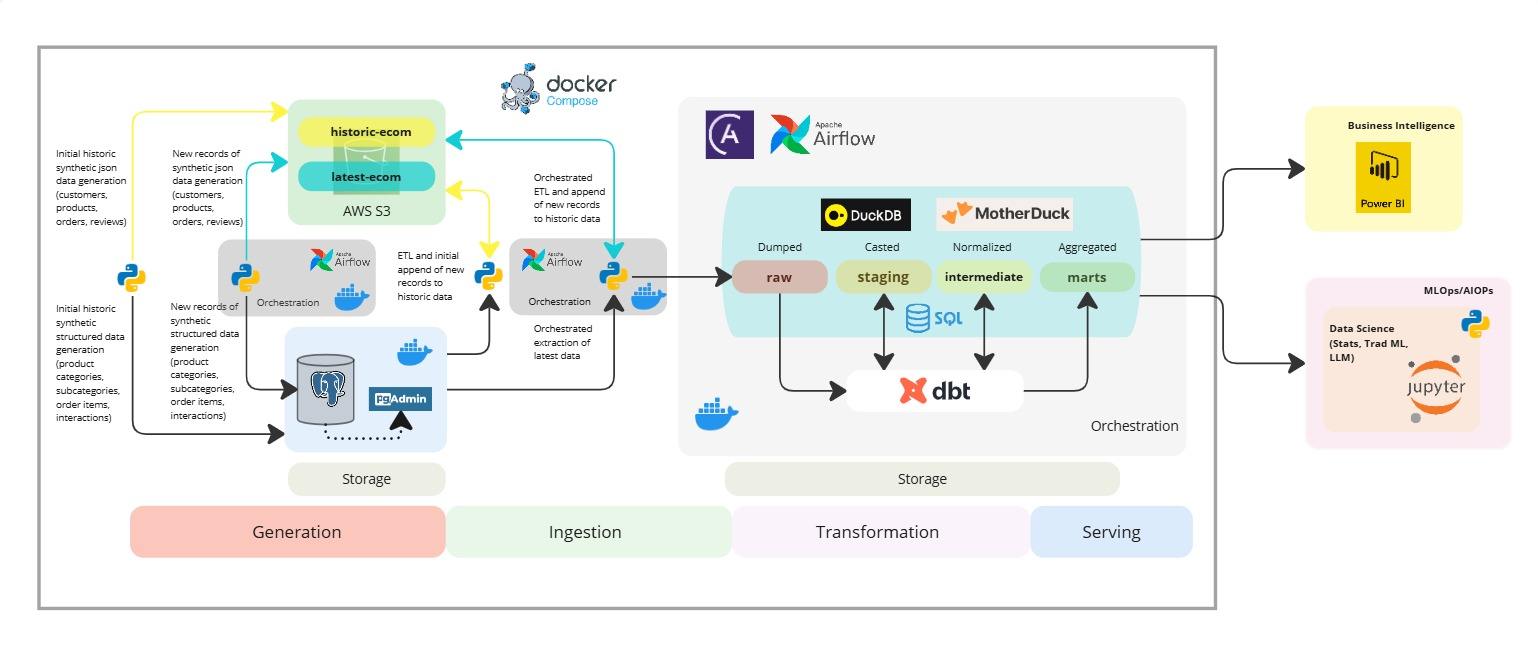 docker
Compose
Initial historic
synthetic json
data generation
(customers,
products,
orders, reviews)
New records of
synthetic json
data generation
(customers,
products,
orders, reviews)
historic-ecom
latest-ecom
AWS S3
Apache
Airflow
Orchestration
Initial historic
synthetic
structured data
generation
(product
categories,
subcategories,
order items,
interactions)
New records of
synthetic
structured data
generation
(product
categories,
subcategories,
order items,
interactions)
pgAdmin
ETL and initial
append of new
records to
historic data
Orchestrated
ETL and append
of new records
to historic data
Apache
Airflow
Orchestration
Orchestrated
extraction of
latest data
A
Apache
Airflow
DuckDB
MotherDuck
Dumped
Casted
Normalized
Aggregated
raw
staging
intermediate
marts
SQL
dbt
Orchestration
Business Intelligence
Power BI
MLOps/AIOPs
Data Science
(Stats, Trad ML,
LLM)
jupyter
Storage
Storage
Generation
Ingestion
Transformation
Serving